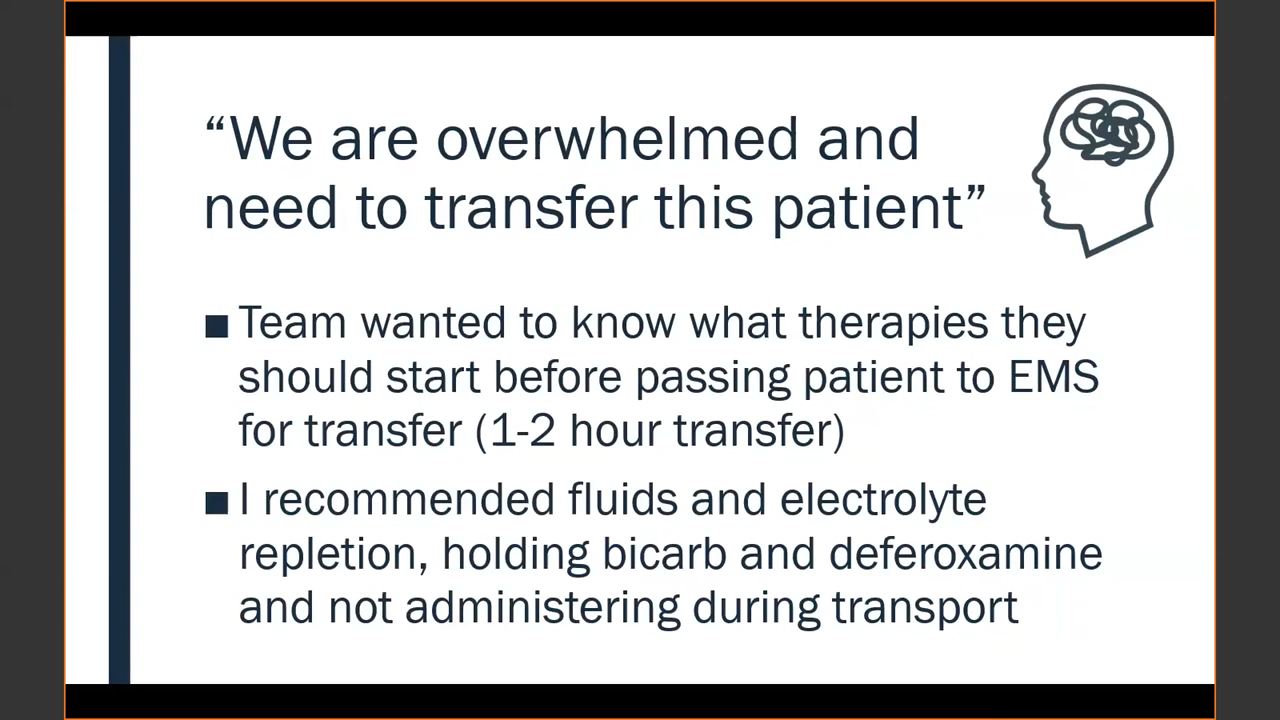 “We are overwhelmed and
need to transfer this patient”
■ Team wanted to know what therapies they
should start before passing patient to EMS
for transfer (1-2 hour transfer)
■ I recommended fluids and electrolyte
repletion, holding bicarb and deferoxamine
and not administering during transport